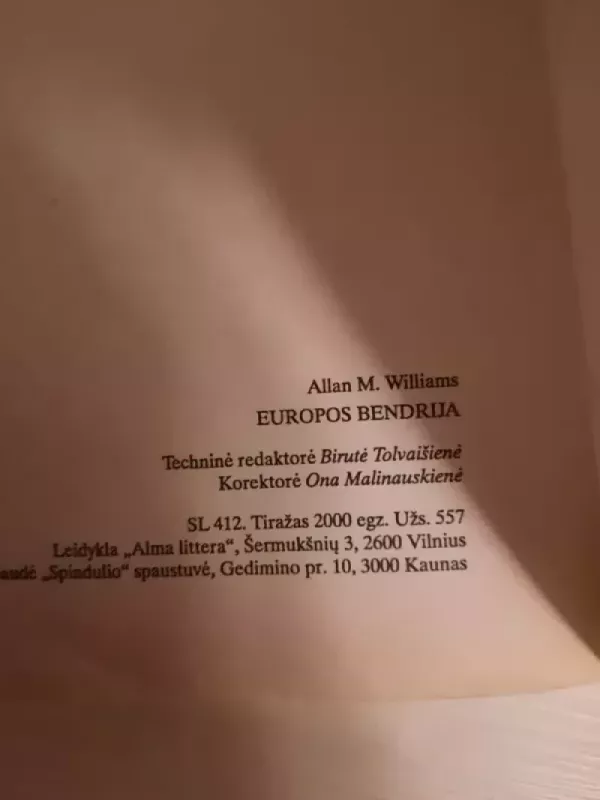 Allan M. Williams
EUROPOS BENDRIJA
Techninė redaktorė Birutė Tolvaišienė
Korektorė Ona Malinauskienė
SL 412. Tiražas 2000 egz. Užs. 557
Leidykla „Alma littera“, Šermukšnių 3, 2600 Vilnius
„Spindulio“ spaustuvė, Gedimino pr. 10, 3000 Kaunas